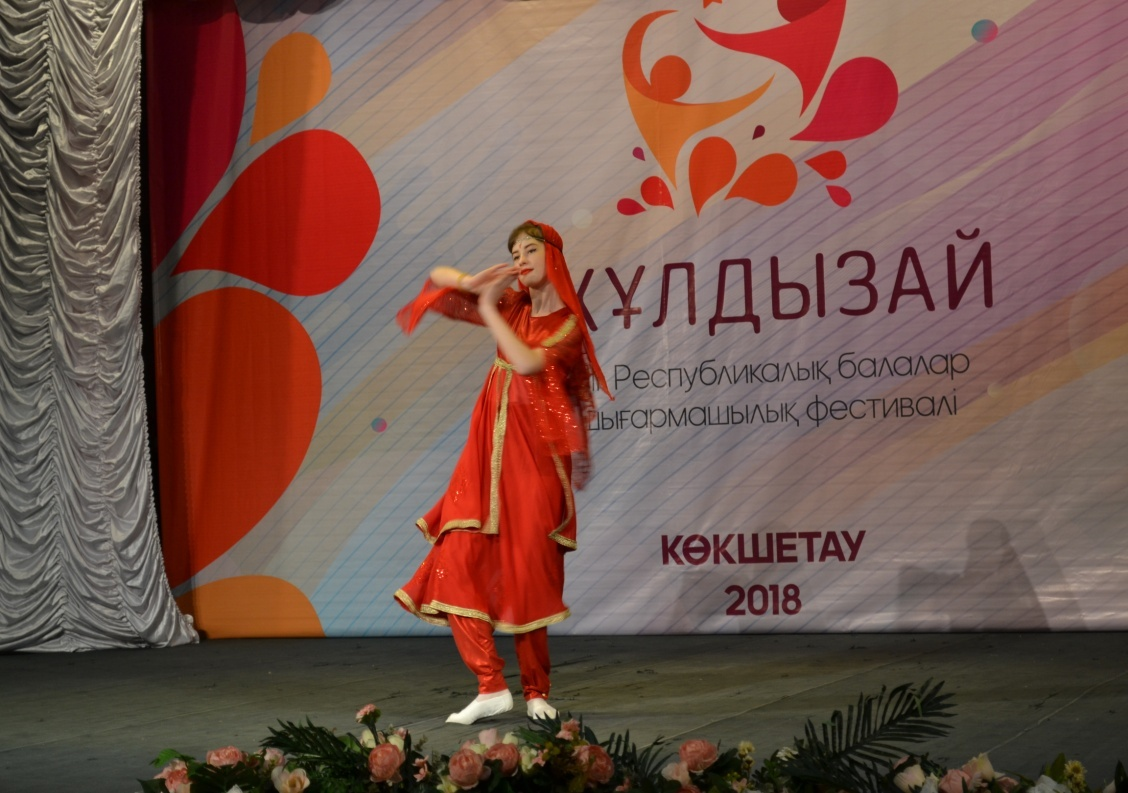 ҰЛДЫЗАЙ
Республикалық балалар
шығармашылық фестивалі
КӨКШЕТАУ
2018